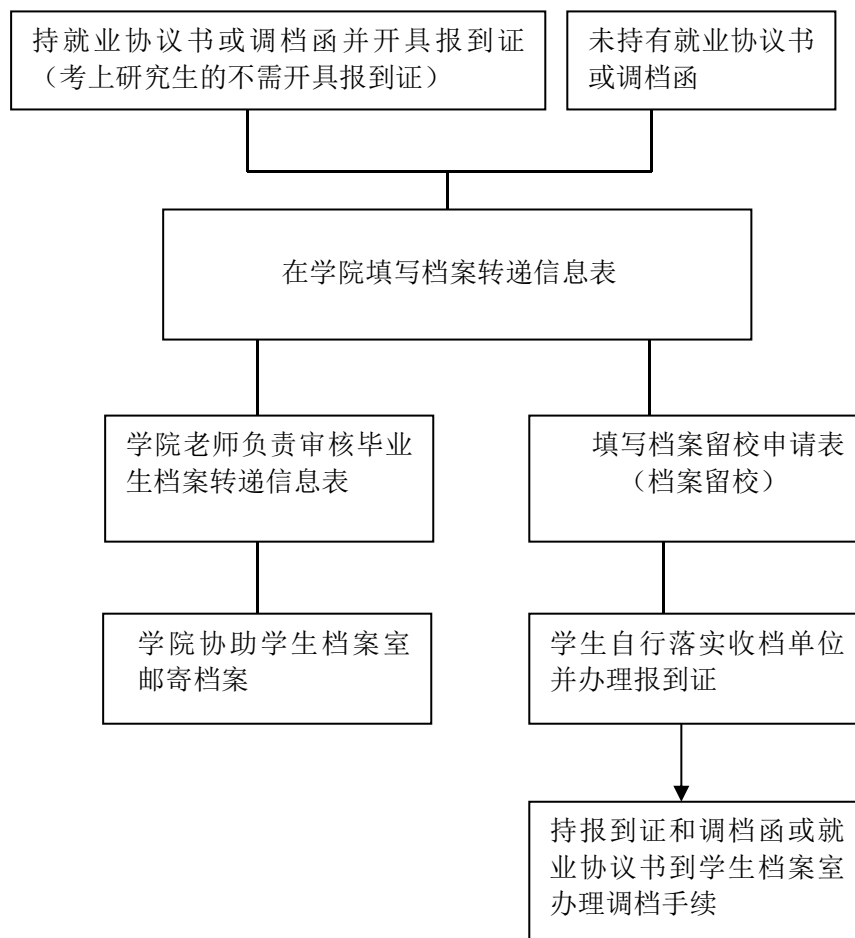 持就业协议书或调档函并开具报到证
（考上研究生的不需开具报到证）
未持有就业协议书
或调档函
在学院填写档案转递信息表
学院老师负责审核毕业
生档案转递信息表
填写档案留校申请表
（档案留校）
学院协助学生档案室
邮寄档案
学生自行落实收档单位
并办理报到证
持报到证和调档函或就
业协议书到学生档案室
办理调档手续